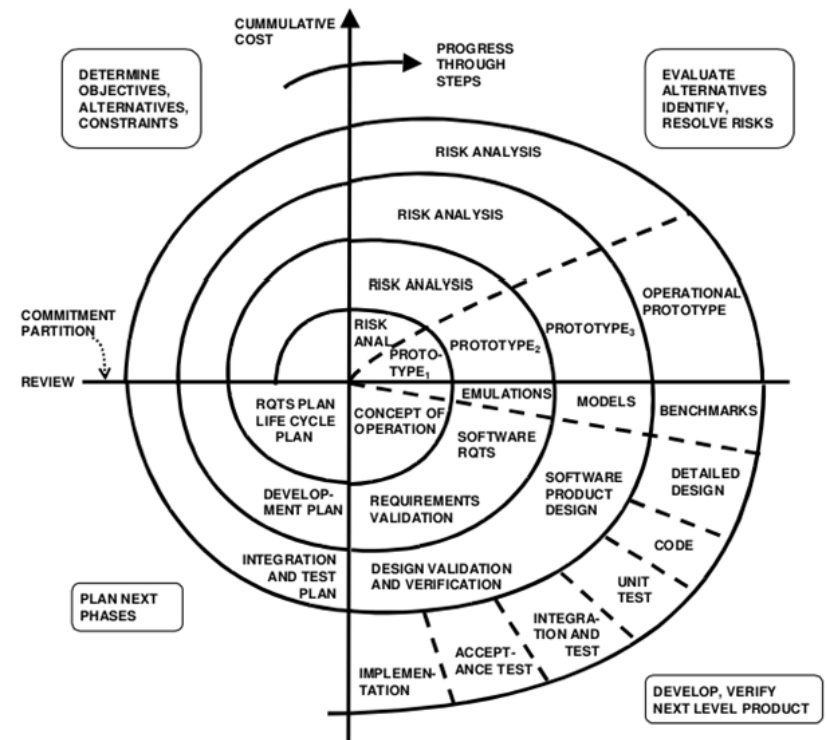 CUMMULATIVE
COST
PROGRESS
THROUGH
STEPS
DETERMINE
OBJECTIVES,
ALTERNATIVES,
CONSTRAINTS
EVALUATE
ALTERNATIVES
IDENTIFY,
RESOLVE RISKS
RISK ANALYSIS
RISK ANALYSIS
RISK ANALYSIS
RISK
ANAL.
PROTO-
TYPE₁
PROTOTYPE₂
PROTOTYPE₃
OPERATIONAL
PROTOTYPE
COMMITMENT
PARTITION
REVIEW
RQTS PLAN
LIFE CYCLE
PLAN
CONCEPT OF
OPERATION
EMULATIONS
MODELS
BENCHMARKS
SOFTWARE
RQTS
SOFTWARE
PRODUCT
DESIGN
DETAILED
DESIGN
DEVELOP-
MENT PLAN
REQUIREMENTS
VALIDATION
CODE
INTEGRATION
AND TEST
PLAN
DESIGN VALIDATION
AND VERIFICATION
UNIT
TEST
INTEGRA-
TION AND
TEST
ACCEPT-
ANCE TEST
IMPLEMEN-
TATION
PLAN NEXT
PHASES
DEVELOP, VERIFY
NEXT LEVEL PRODUCT